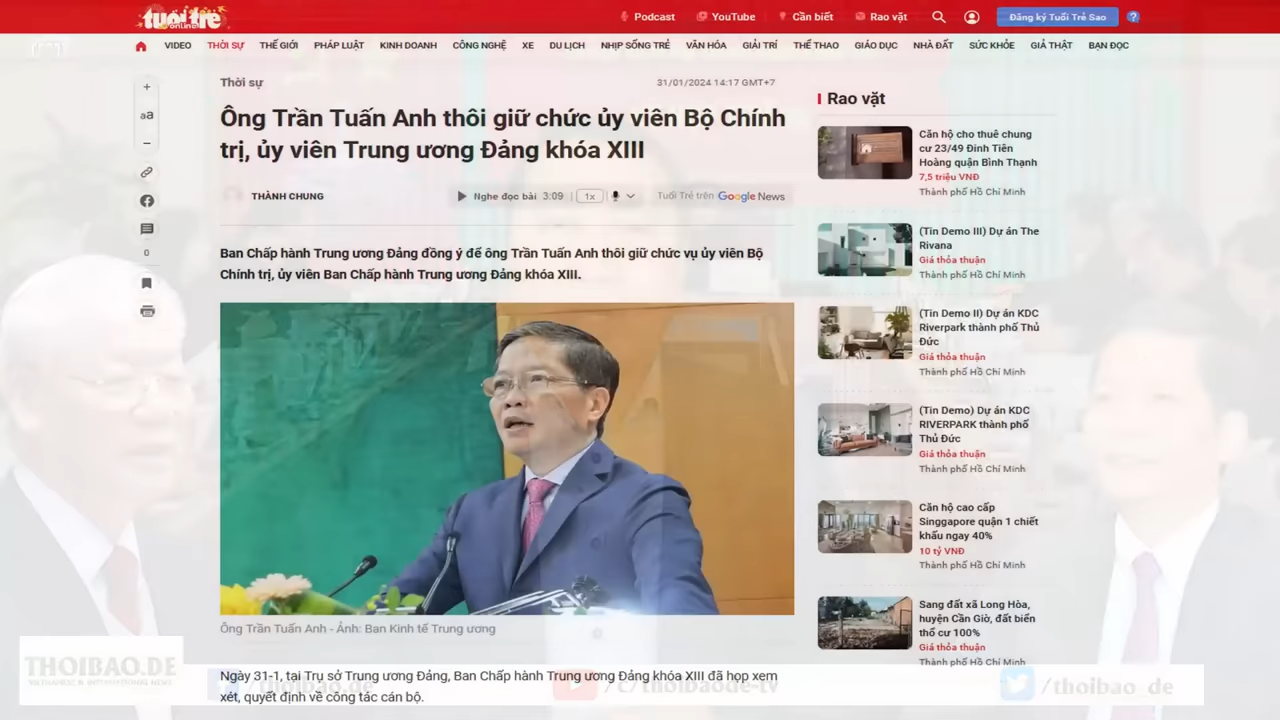 tuổi trẻ
online
Podcast
YouTube
Cần biết
Rao vặt
Đăng ký Tuổi Trẻ Sao
?
VIDEO
THỜI SỰ
THẾ GIỚI
PHÁP LUẬT
KINH DOANH
CÔNG NGHỆ
XE
DU LỊCH
NHỊP SỐNG TRẺ
VĂN HÓA
GIẢI TRÍ
THỂ THAO
GIÁO DỤC
NHÀ ĐẤT
SỨC KHỎE
GIẢ THẬT
BẠN ĐỌC
+
aa
−
0
Thời sự
31/01/2024 14:17 GMT+7
Ông Trần Tuấn Anh thôi giữ chức ủy viên Bộ Chính
trị, ủy viên Trung ương Đảng khóa XIII
THÀNH CHUNG
Nghe đọc bài 3:09
1x
Tuổi Trẻ trên Google News
Ban Chấp hành Trung ương Đảng đồng ý để ông Trần Tuấn Anh thôi giữ chức vụ ủy viên Bộ
Chính trị, ủy viên Ban Chấp hành Trung ương Đảng khóa XIII.
Ông Trần Tuấn Anh - Ảnh: Ban Kinh tế Trung ương
Ngày 31-1, tại Trụ sở Trung ương Đảng, Ban Chấp hành Trung ương Đảng khóa XIII đã họp xem
xét, quyết định về công tác cán bộ.
Rao vặt
Căn hộ cho thuê chung
cư 23/49 Đinh Tiên
Hoàng quận Bình Thạnh
7,5 triệu VNĐ
Thành phố Hồ Chí Minh
(Tin Demo III) Dự án The
Rivana
Giá thỏa thuận
Thành phố Hồ Chí Minh
(Tin Demo II) Dự án KDC
Riverpark thành phố Thủ
Đức
Giá thỏa thuận
Thành phố Hồ Chí Minh
(Tin Demo) Dự án KDC
RIVERPARK thành phố
Thủ Đức
Giá thỏa thuận
Thành phố Hồ Chí Minh
Căn hộ cao cấp
Singgapore quận 1 chiết
khấu ngay 40%
10 tỷ VNĐ
Thành phố Hồ Chí Minh
Sang đất xã Long Hòa,
huyện Cần Giờ, đất biển
thổ cư 100%
Giá thỏa thuận
Thành phố Hồ Chí Minh
THOIBAO.DE
/thoibao.de
/c/thoibaode-tv
/thoibao_de